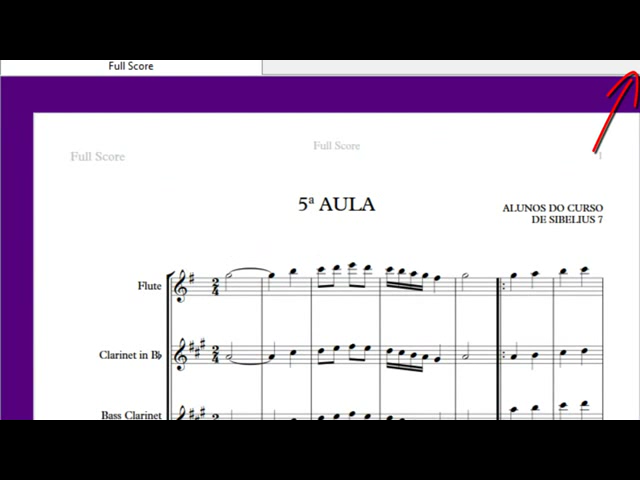 Full Score
Full Score
Full Score
5ª AULA
ALUNOS DO CURSO
DE SIBELIUS 7
Flute
Clarinet in B♭
Bass Clarinet